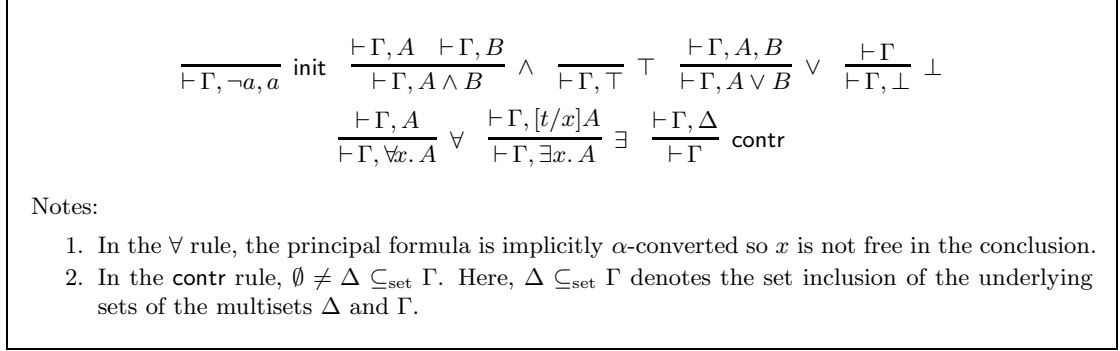 ⊢ Γ, A ⊢ Γ, B ⊢ Γ, A, B ⊢ Γ
⊢ Γ, ¬a, a init ⊢ Γ, A ∧ B ∧ ⊢ Γ, ⊤ ⊤ ⊢ Γ, A ∨ B ∨ ⊢ Γ, ⊥ ⊥
⊢ Γ, A ⊢ Γ, [t/x]A ⊢ Γ, Δ
⊢ Γ, ∀x. A ∀ ⊢ Γ, ∃x. A ∃ ⊢ Γ contr
Notes:
1. In the ∀ rule, the principal formula is implicitly α-converted so x is not free in the conclusion.
2. In the contr rule, ∅ ≠ Δ ⊆set Γ. Here, Δ ⊆set Γ denotes the set inclusion of the underlying
sets of the multisets Δ and Γ.